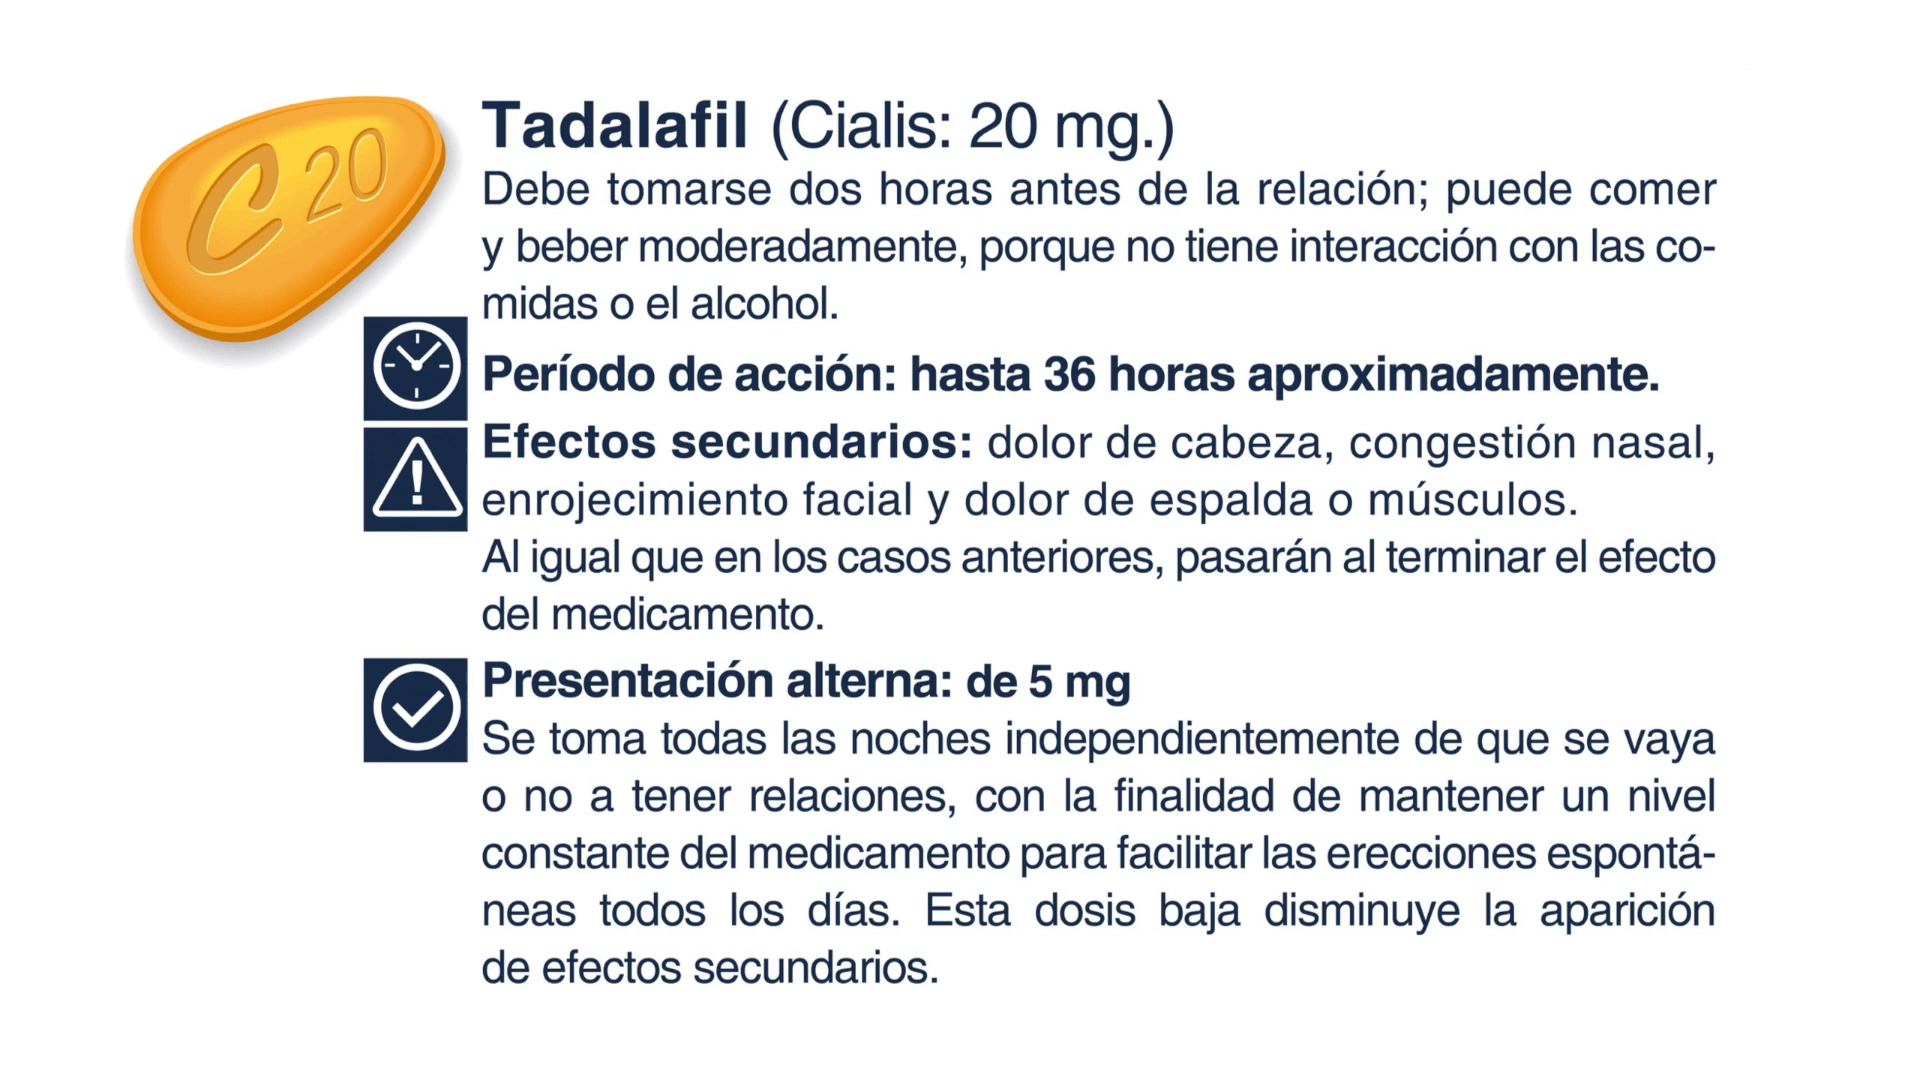 C 20
Tadalafil (Cialis: 20 mg.)
Debe tomarse dos horas antes de la relación; puede comer
y beber moderadamente, porque no tiene interacción con las co-
midas o el alcohol.
Período de acción: hasta 36 horas aproximadamente.
Efectos secundarios: dolor de cabeza, congestión nasal,
enrojecimiento facial y dolor de espalda o músculos.
Al igual que en los casos anteriores, pasarán al terminar el efecto
del medicamento.
Presentación alterna: de 5 mg
Se toma todas las noches independientemente de que se vaya
o no a tener relaciones, con la finalidad de mantener un nivel
constante del medicamento para facilitar las erecciones espontá-
neas todos los días. Esta dosis baja disminuye la aparición
de efectos secundarios.